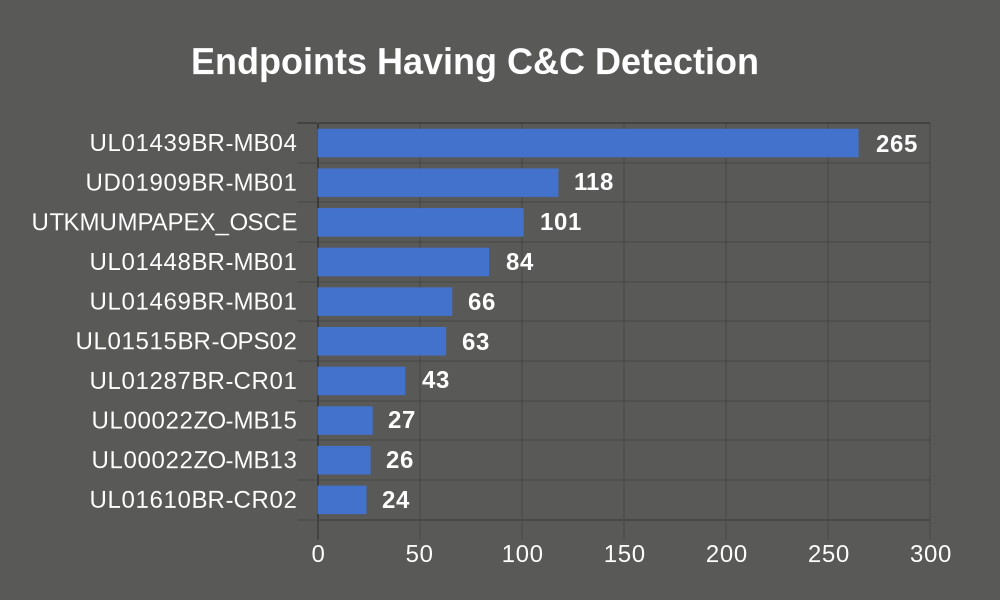 Endpoints Having C&C Detection
UL01439BR-MB04 265
UD01909BR-MB01 118
UTKMUMPAPEX_OSCE 101
UL01448BR-MB01 84
UL01469BR-MB01 66
UL01515BR-OPS02 63
UL01287BR-CR01 43
UL00022ZO-MB15 27
UL00022ZO-MB13 26
UL01610BR-CR02 24
0 50 100 150 200 250 300